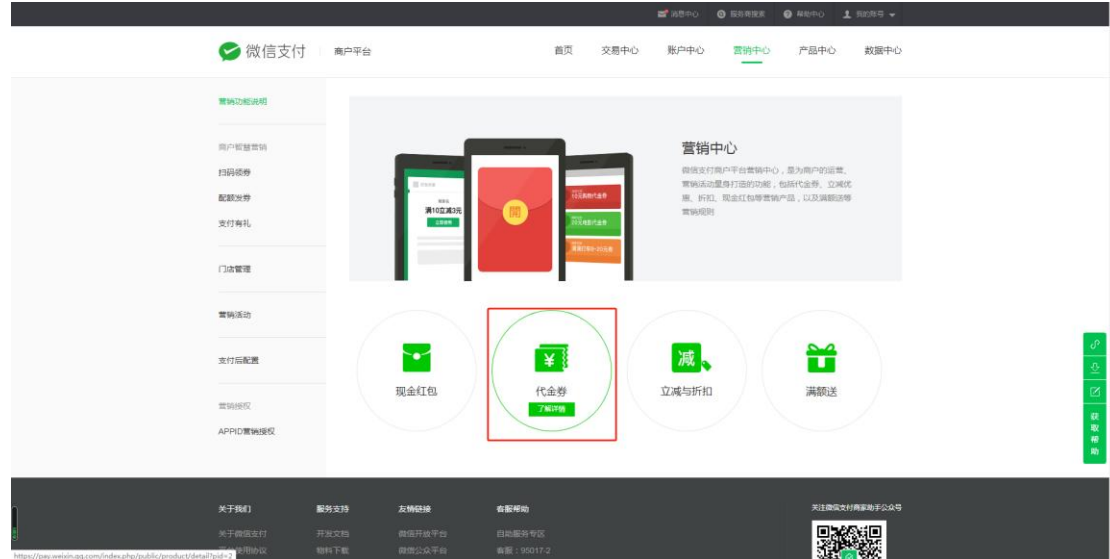 消息中心 服务商搜索 帮助中心 我的账号
微信支付 商户平台 首页 交易中心 账户中心 营销中心 产品中心 数据中心
营销功能说明
商户智慧营销
扫码领券
配额发券
支付有礼
门店管理
营销活动
支付后配置
营销授权
APPID营销授权
满10立减3元
開
营销中心
微信支付商户平台营销中心，是为商户的运营、
营销活动量身打造的功能，包括代金券、立减优
惠、折扣、现金红包等营销产品，以及满额送等
营销规则
¥
减
现金红包 代金券 立减与折扣 满额送
了解详情
获取帮助
关于我们 服务支持 友情链接 客服帮助 关注微信支付商家助手公众号
关于微信支付 开发文档 微信开放平台 自助服务专区
使用协议 物料下载 微信公众平台 客服：95017-2
https://pay.weixin.qq.com/index.php/public/product/detail?pid=2